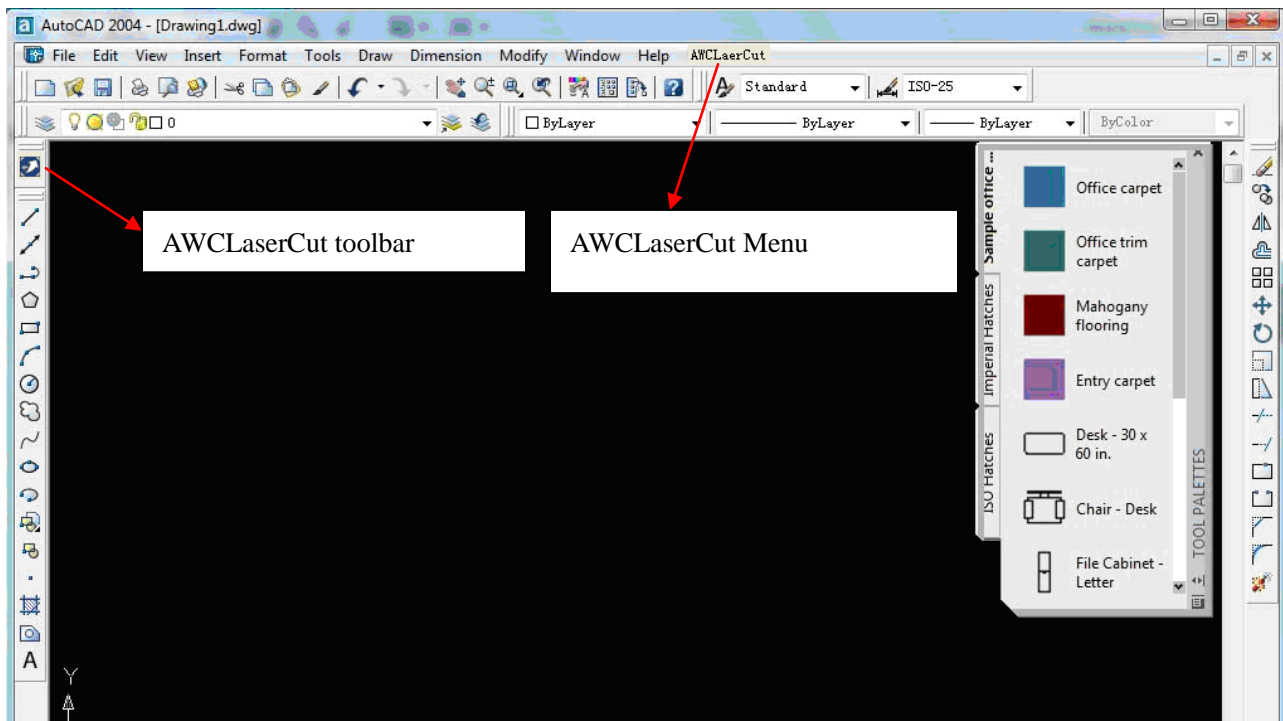 AutoCAD 2004 - [Drawing1.dwg]
File Edit View Insert Format Tools Draw Dimension Modify Window Help AWCLaerCut
Standard ISO-25
0 ByLayer ByLayer ByLayer ByColor
AWCLaserCut toolbar
AWCLaserCut Menu
Sample office ...
Imperial Hatches
ISO Hatches
Office carpet
Office trim
carpet
Mahogany
flooring
Entry carpet
Desk - 30 x
60 in.
Chair - Desk
File Cabinet -
Letter
TOOL PALETTES
A
Y